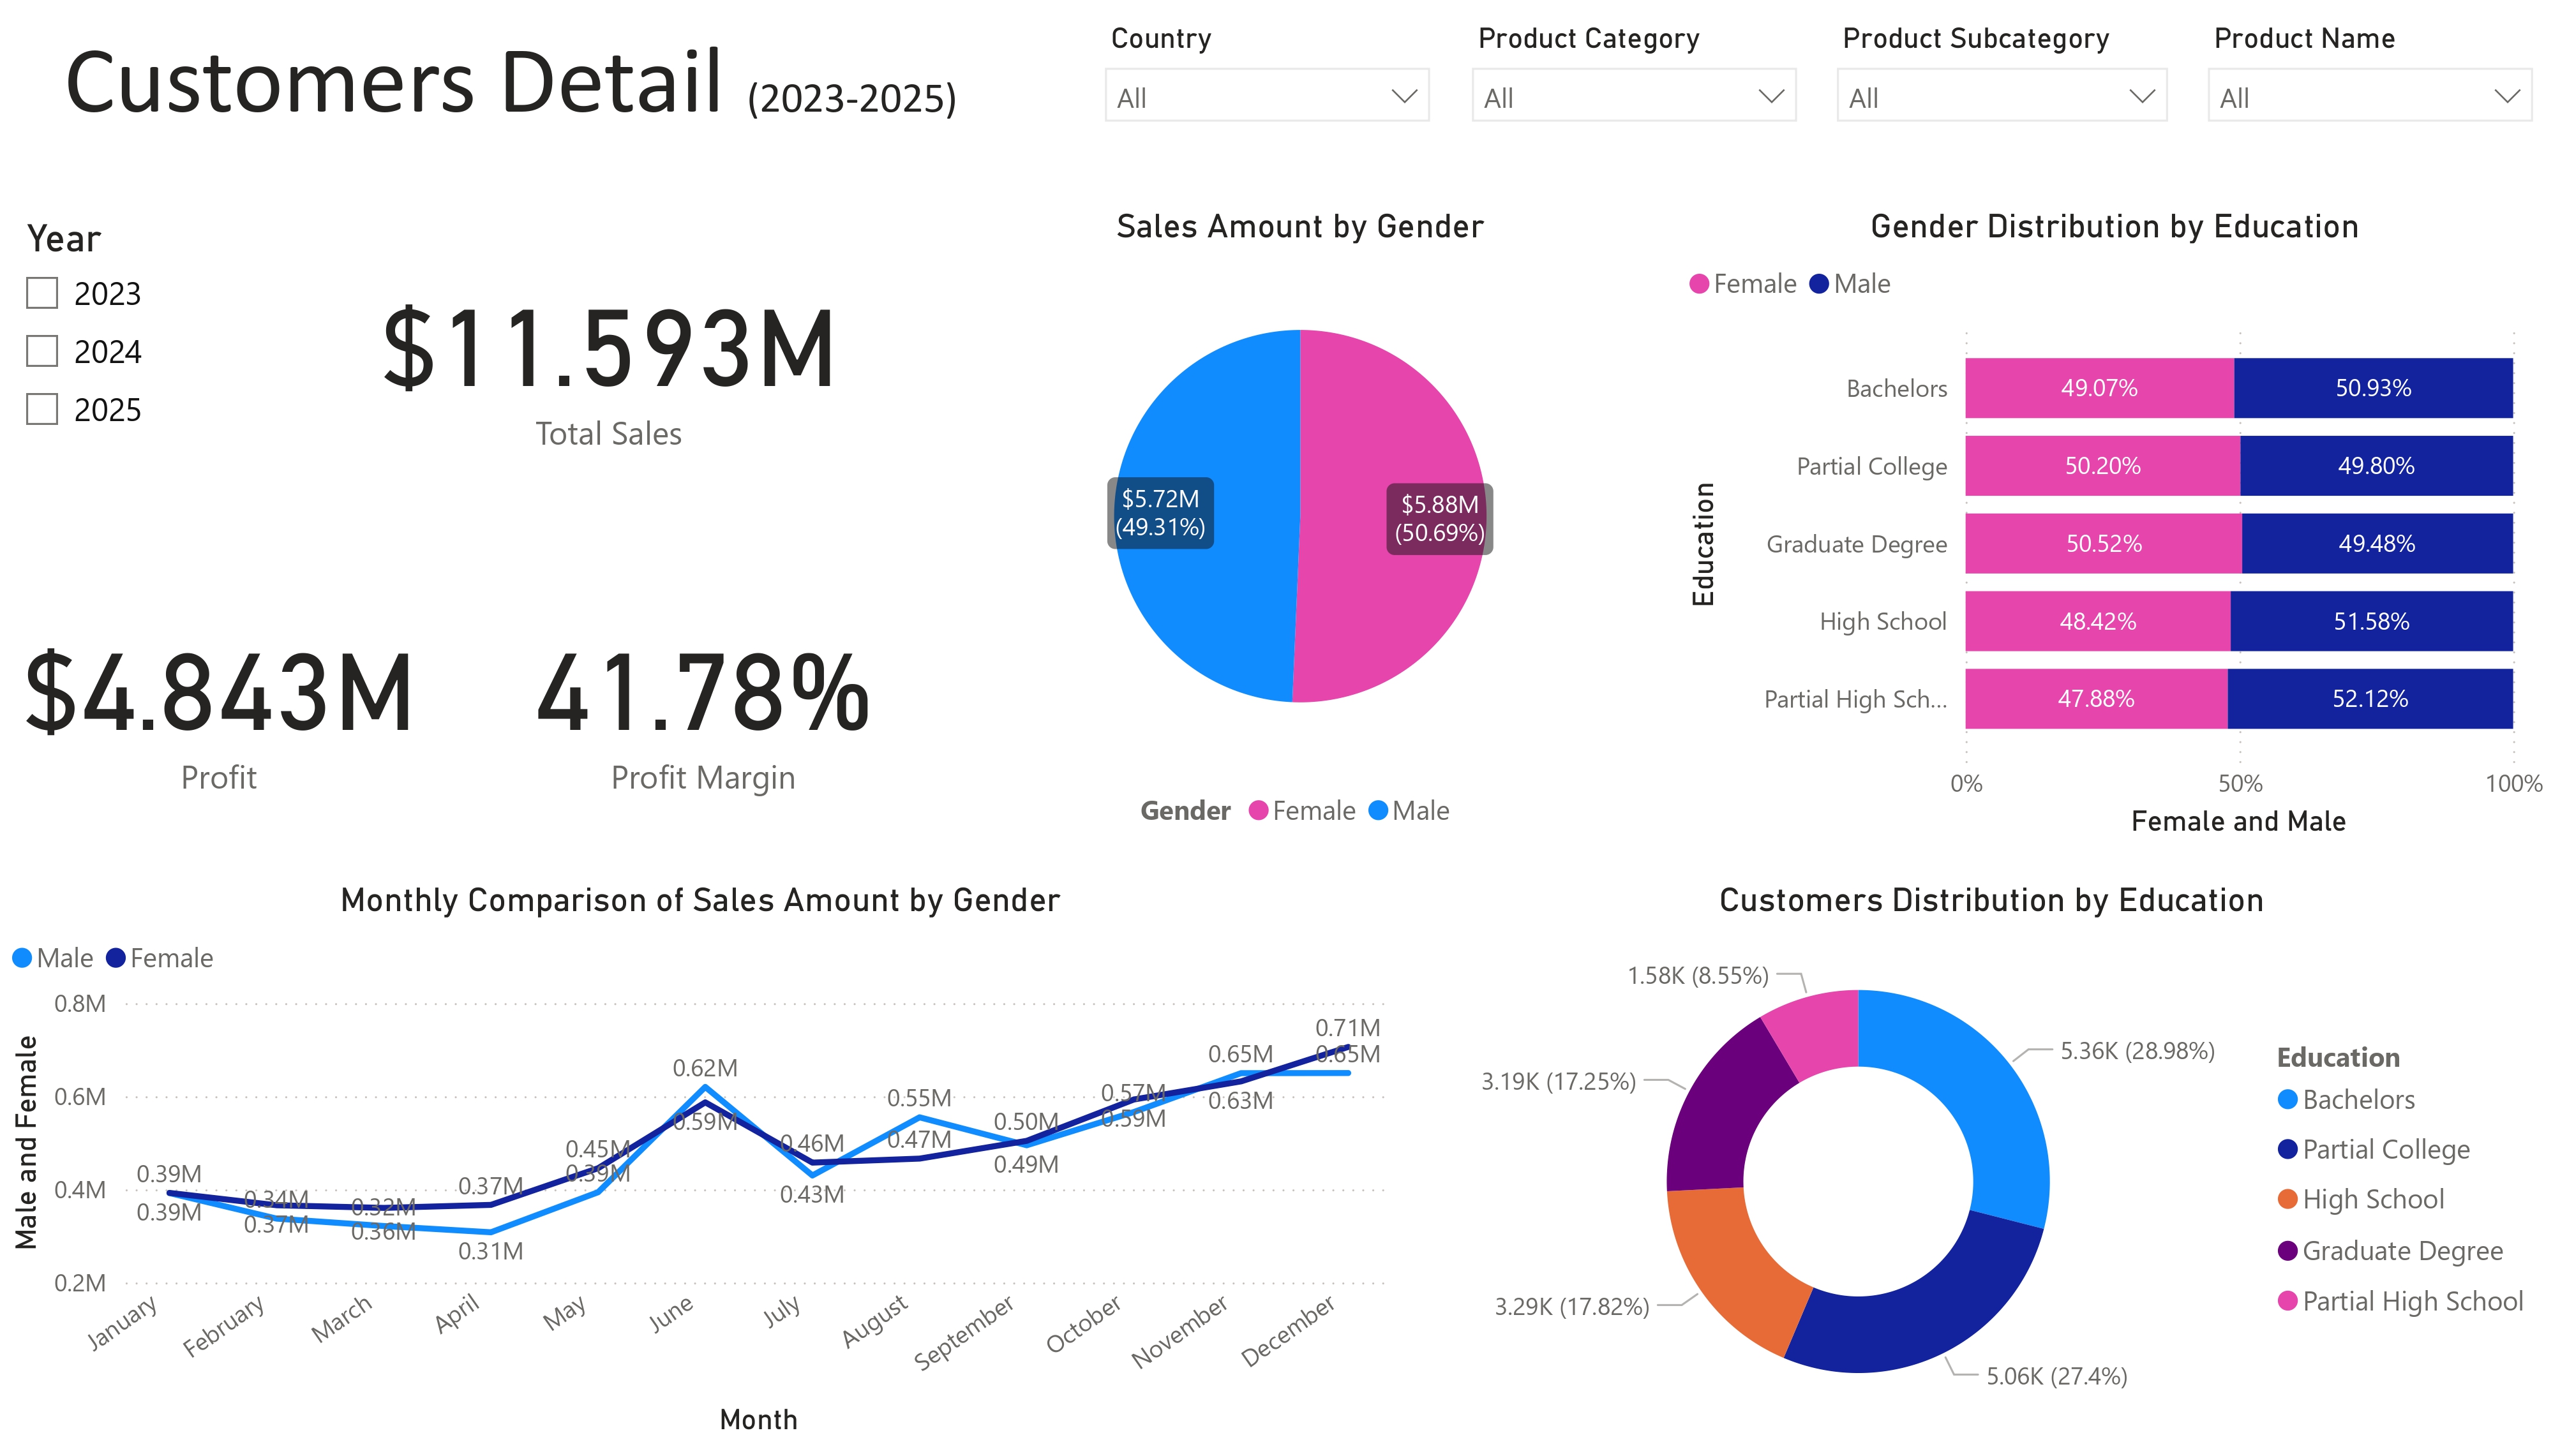 Customers Detail (2023-2025)
Country
All
Product Category
All
Product Subcategory
All
Product Name
All
Year
2023
2024
2025
$11.593M
Total Sales
$4.843M
Profit
41.78%
Profit Margin
Sales Amount by Gender
$5.72M
(49.31%)
$5.88M
(50.69%)
Gender Female Male
Gender Distribution by Education
Female Male
Education
Bachelors 49.07% 50.93%
Partial College 50.20% 49.80%
Graduate Degree 50.52% 49.48%
High School 48.42% 51.58%
Partial High Sch... 47.88% 52.12%
0% 50% 100%
Female and Male
Monthly Comparison of Sales Amount by Gender
Male Female
Male and Female
0.8M
0.6M
0.4M
0.2M
0.39M
0.39M
0.34M
0.37M
0.32M
0.36M
0.37M
0.31M
0.45M
0.39M
0.62M
0.59M
0.46M
0.43M
0.55M
0.47M
0.50M
0.49M
0.57M
0.59M
0.65M
0.63M
0.71M
0.65M
January February March April May June July August September October November December
Month
Customers Distribution by Education
1.58K (8.55%)
5.36K (28.98%)
3.19K (17.25%)
3.29K (17.82%)
5.06K (27.4%)
Education
Bachelors
Partial College
High School
Graduate Degree
Partial High School